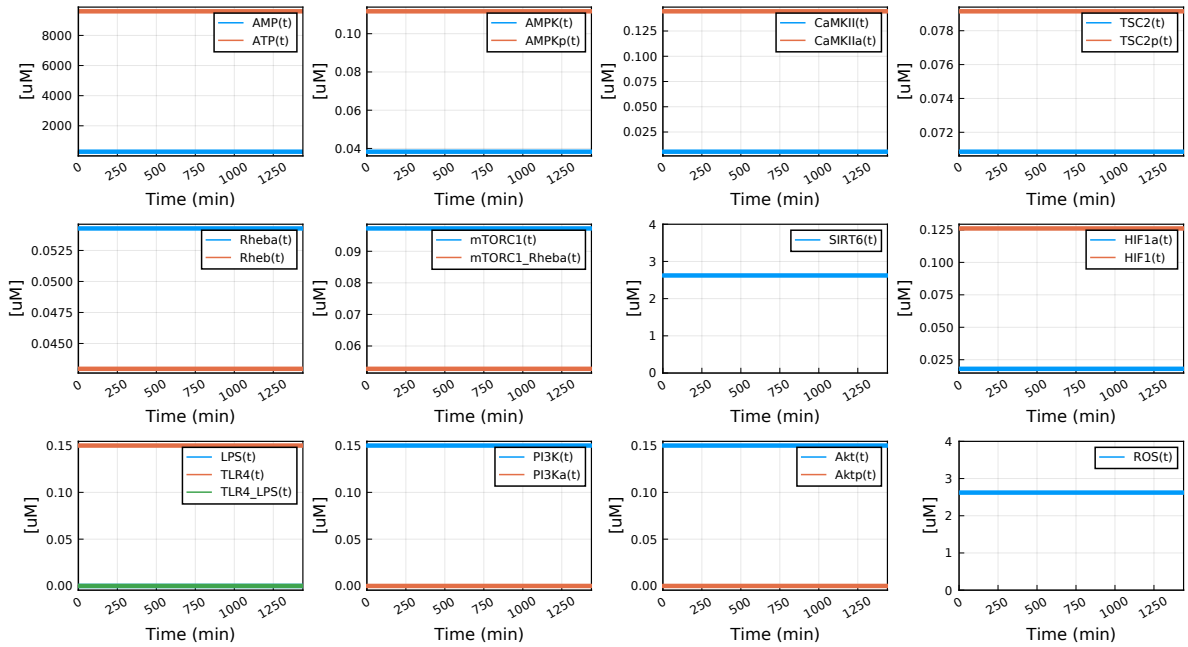 [uM]
8000
6000
4000
2000
AMP(t)
ATP(t)
0
250
500
750
1000
1250
Time (min)
[uM]
0.10
0.08
0.06
0.04
AMPK(t)
AMPKp(t)
0
250
500
750
1000
1250
Time (min)
[uM]
0.125
0.100
0.075
0.050
0.025
CaMKII(t)
CaMKIIa(t)
0
250
500
750
1000
1250
Time (min)
[uM]
0.078
0.076
0.074
0.072
TSC2(t)
TSC2p(t)
0
250
500
750
1000
1250
Time (min)
[uM]
0.0525
0.0500
0.0475
0.0450
Rheba(t)
Rheb(t)
0
250
500
750
1000
1250
Time (min)
[uM]
0.09
0.08
0.07
0.06
mTORC1(t)
mTORC1_Rheba(t)
0
250
500
750
1000
1250
Time (min)
[uM]
4
3
2
1
0
SIRT6(t)
0
250
500
750
1000
1250
Time (min)
[uM]
0.125
0.100
0.075
0.050
0.025
HIF1a(t)
HIF1(t)
0
250
500
750
1000
1250
Time (min)
[uM]
0.15
0.10
0.05
0.00
LPS(t)
TLR4(t)
TLR4_LPS(t)
0
250
500
750
1000
1250
Time (min)
[uM]
0.15
0.10
0.05
0.00
PI3K(t)
PI3Ka(t)
0
250
500
750
1000
1250
Time (min)
[uM]
0.15
0.10
0.05
0.00
Akt(t)
Aktp(t)
0
250
500
750
1000
1250
Time (min)
[uM]
4
3
2
1
0
ROS(t)
0
250
500
750
1000
1250
Time (min)